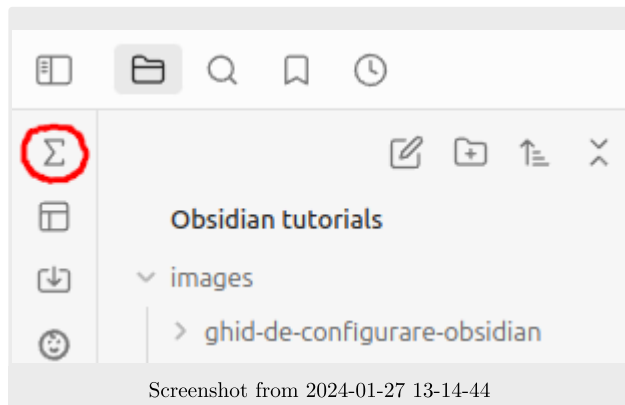 Σ
Obsidian tutorials
images
ghid-de-configurare-obsidian
Screenshot from 2024-01-27 13-14-44